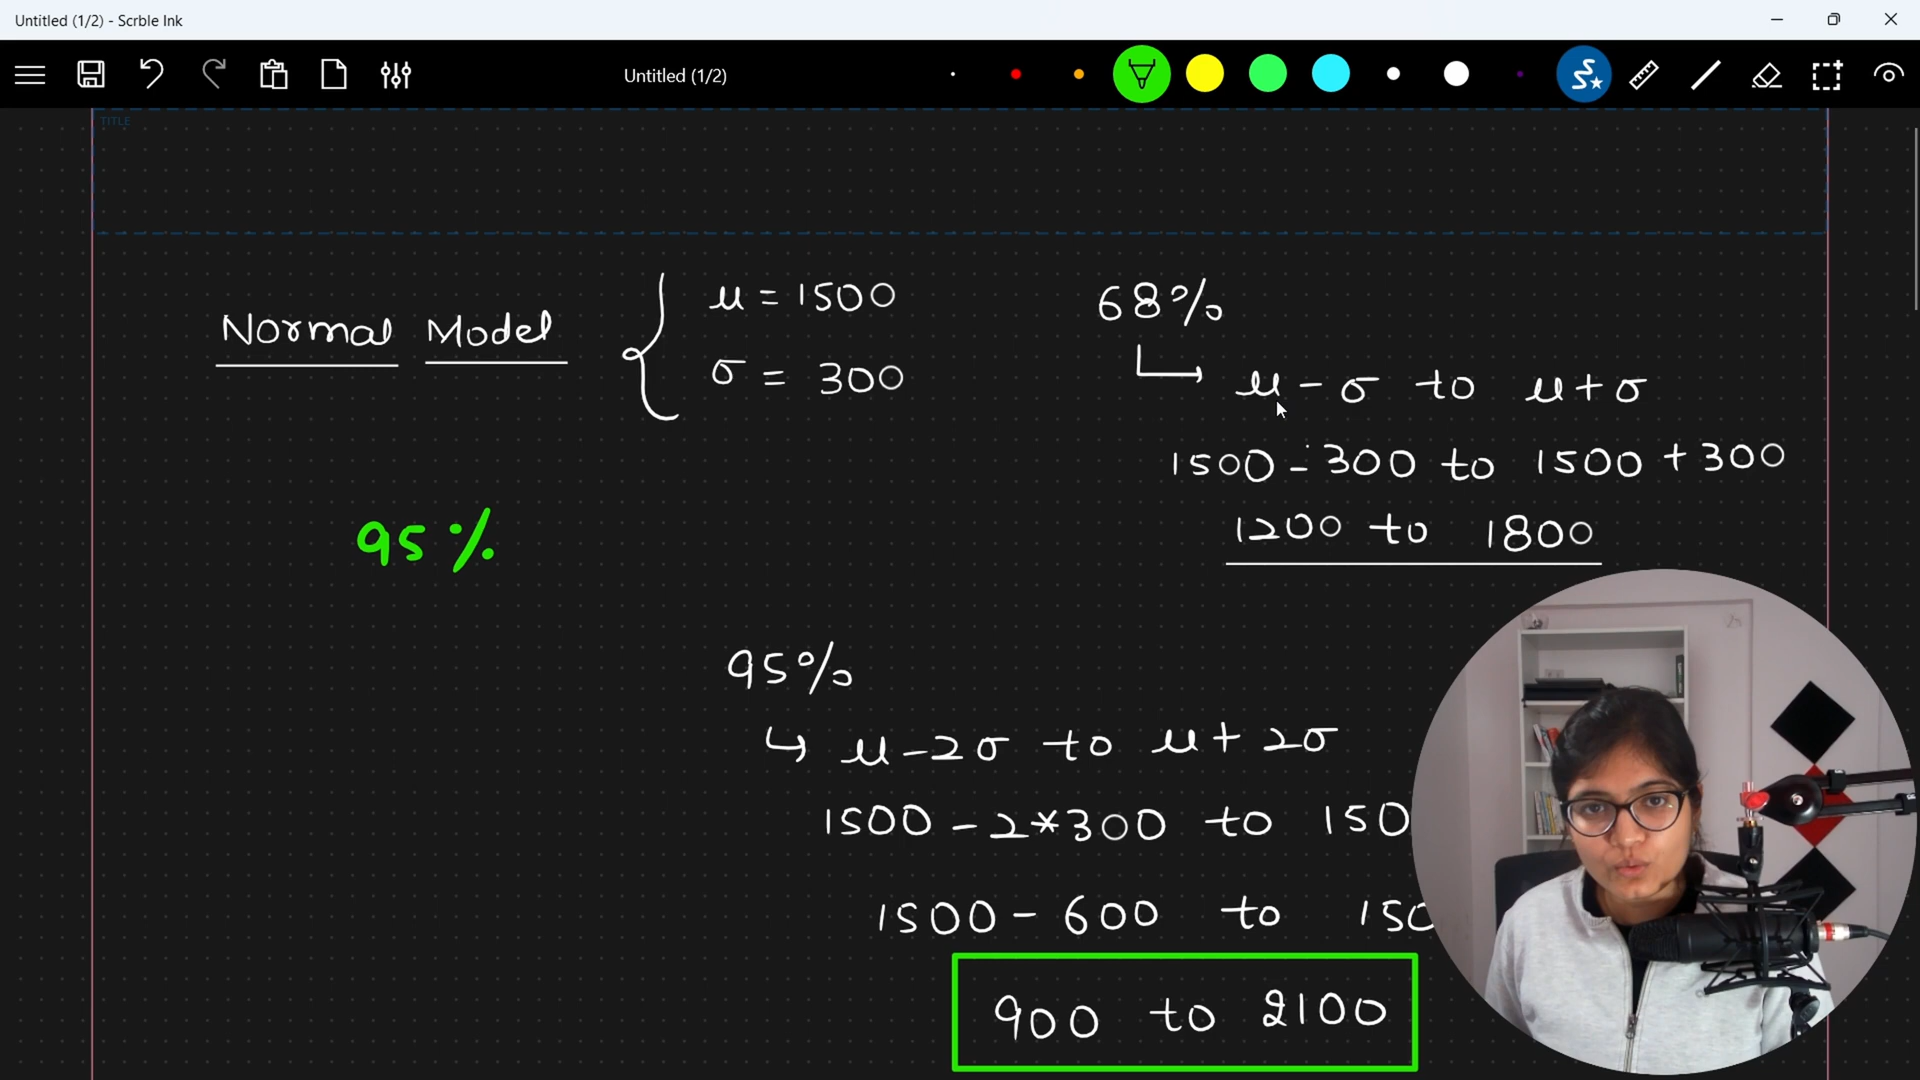 Untitled (1/2) - Scrble Ink
Untitled (1/2)
TITLE
Normal Model
μ = 1500
σ = 300
68%
μ - σ to μ + σ
1500 - 300 to 1500 + 300
1200 to 1800
95%
95%
μ - 2σ to μ + 2σ
1500 - 2*300 to 150
1500 - 600 to 150
900 to 2100